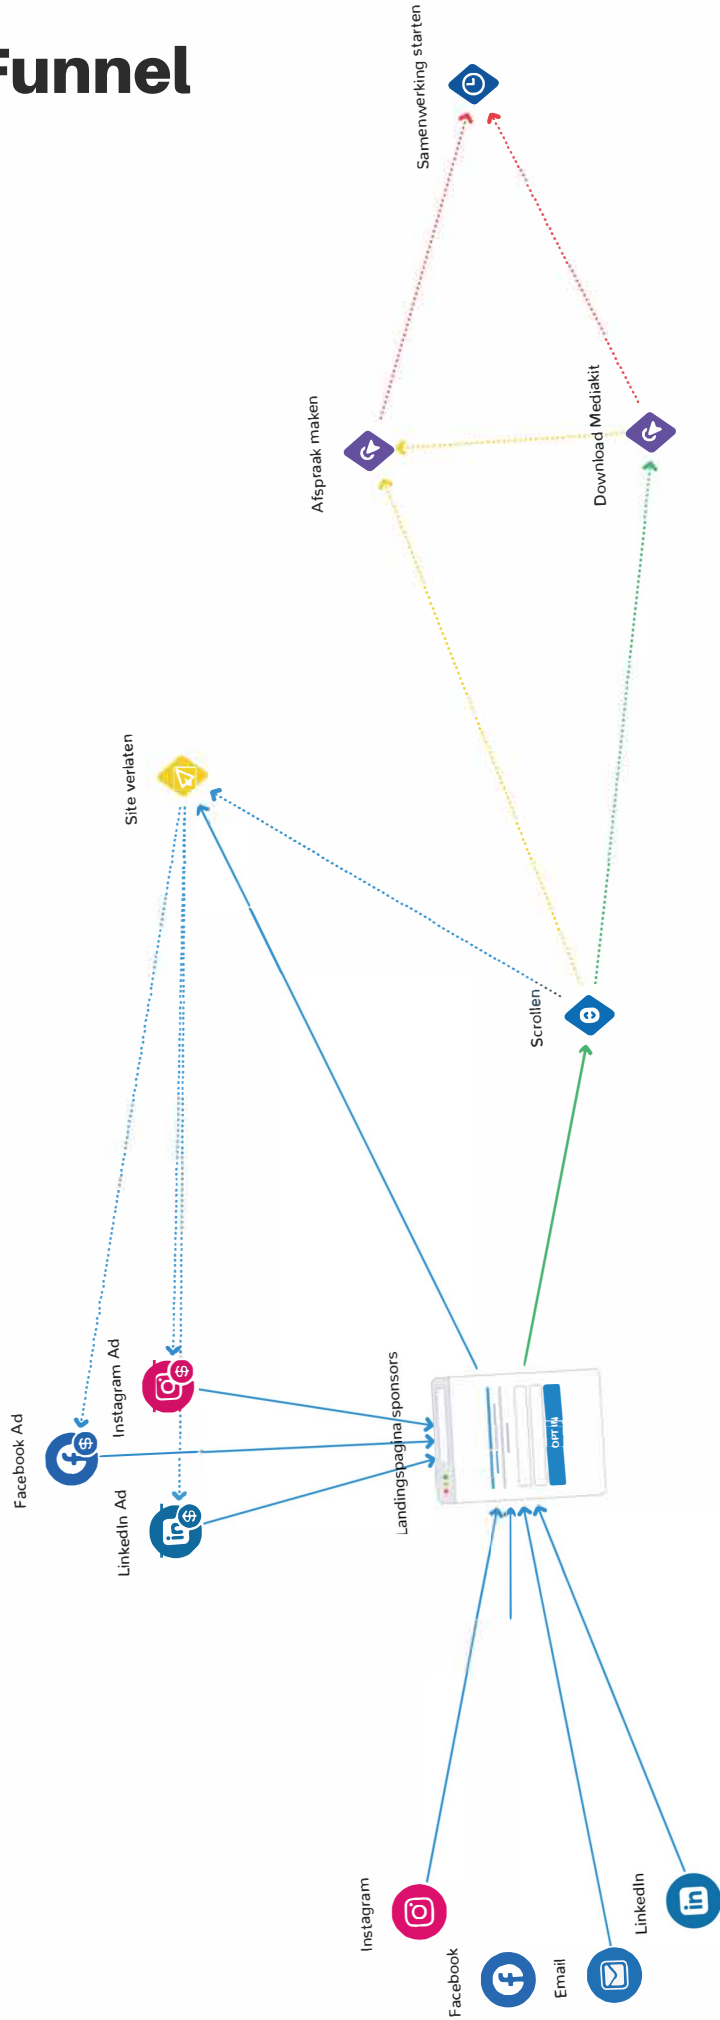 Funnel
Samenwerking starten
Afspraak maken
Download Mediakit
Site verlaten
Scrollen
Facebook Ad
Instagram Ad
LinkedIn Ad
Landingspagina sponsors
OPT IN
Instagram
Facebook
Email
LinkedIn